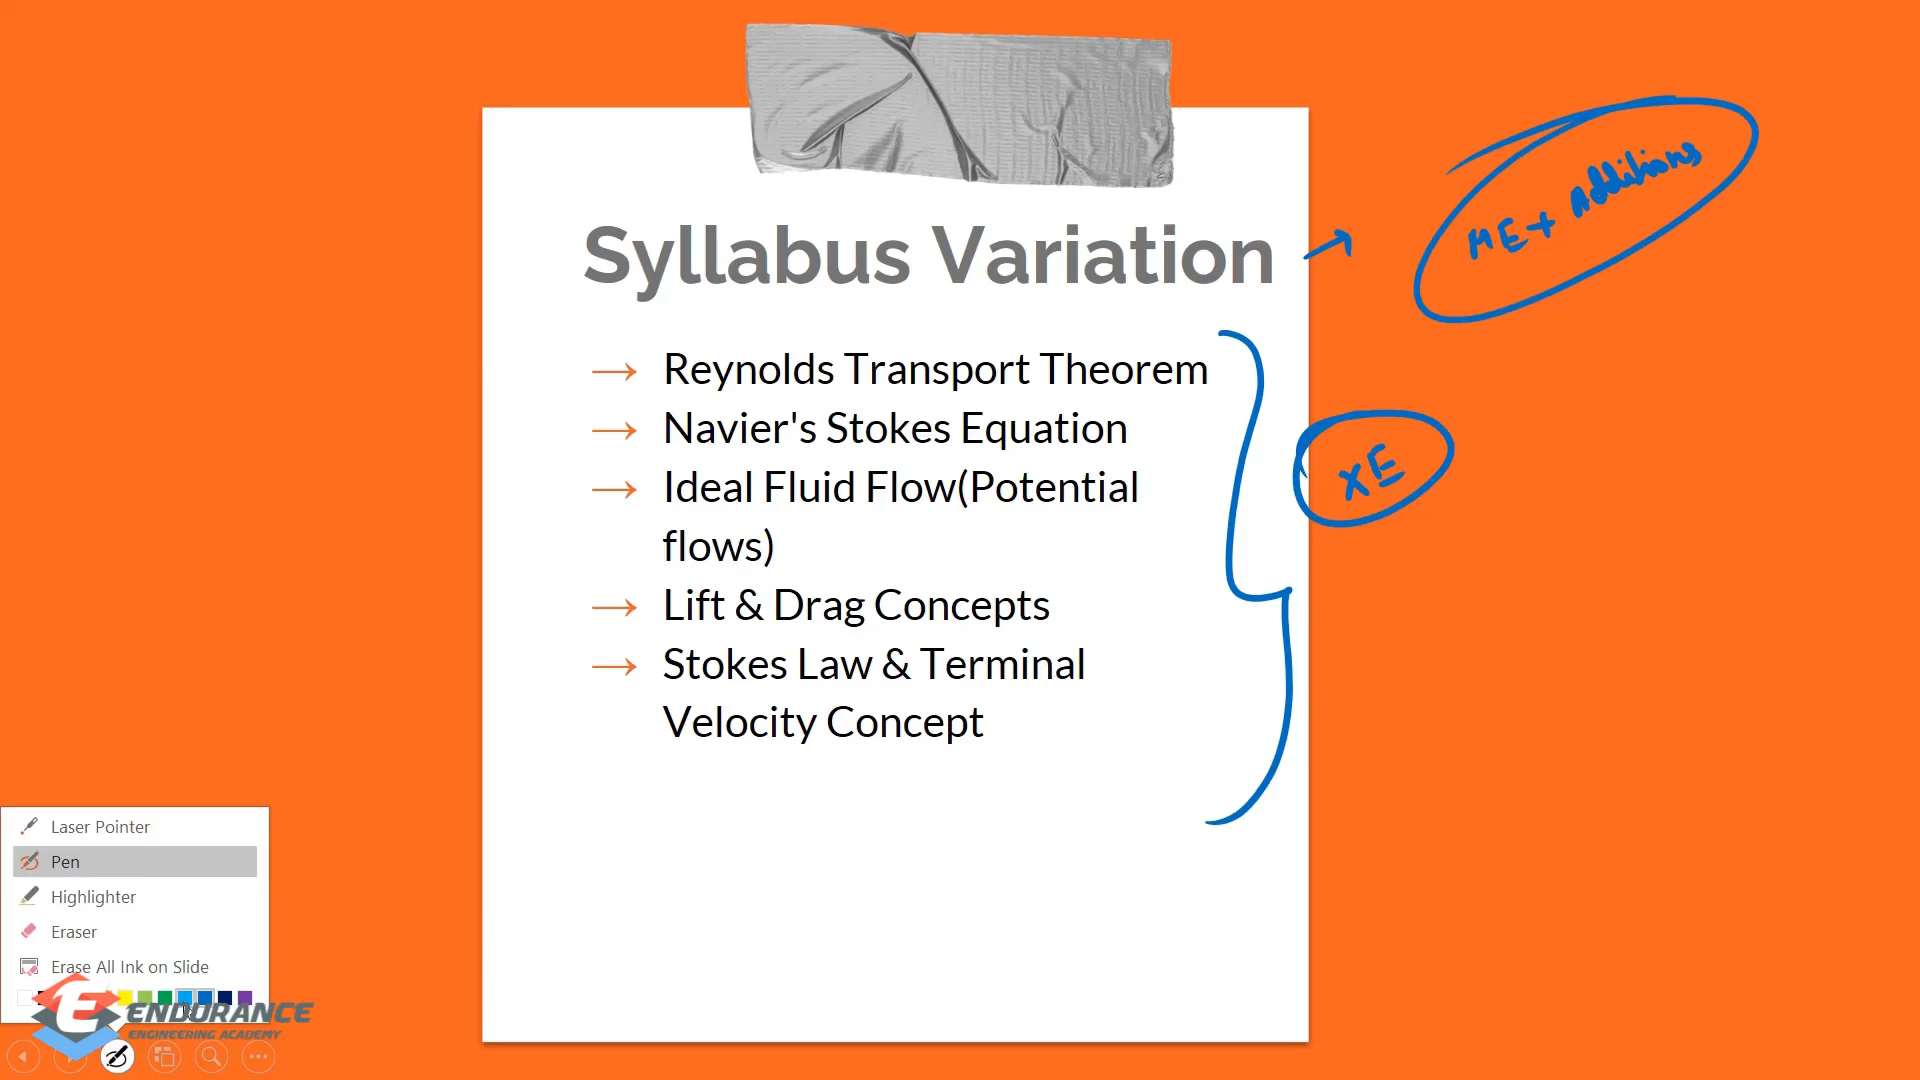 Syllabus Variation
ME + Additions
→ Reynolds Transport Theorem
→ Navier's Stokes Equation
→ Ideal Fluid Flow(Potential
flows)
→ Lift & Drag Concepts
→ Stokes Law & Terminal
Velocity Concept
XE
Laser Pointer
Pen
Highlighter
Eraser
Erase All Ink on Slide
E ENDURANCE
ENGINEERING ACADEMY